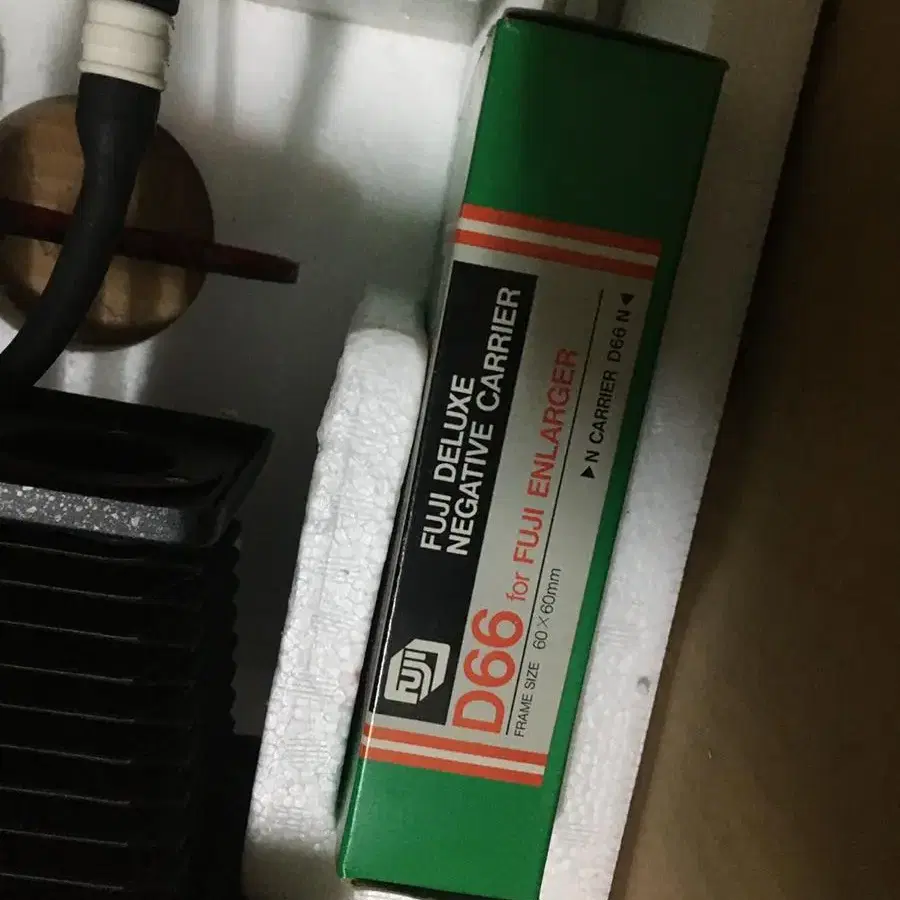 FUJI
FUJI DELUXE
NEGATIVE CARRIER
D66 for FUJI ENLARGER
FRAME SIZE 60×60mm
▶N CARRIER D66 N◀